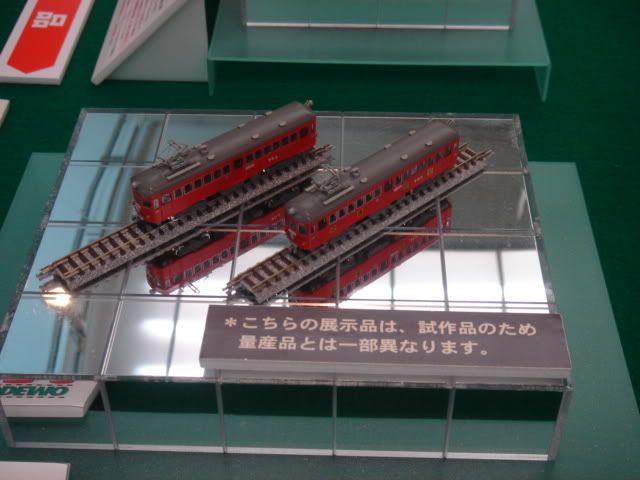 品
＊こちらの展示品は、試作品のため
量産品とは一部異なります。